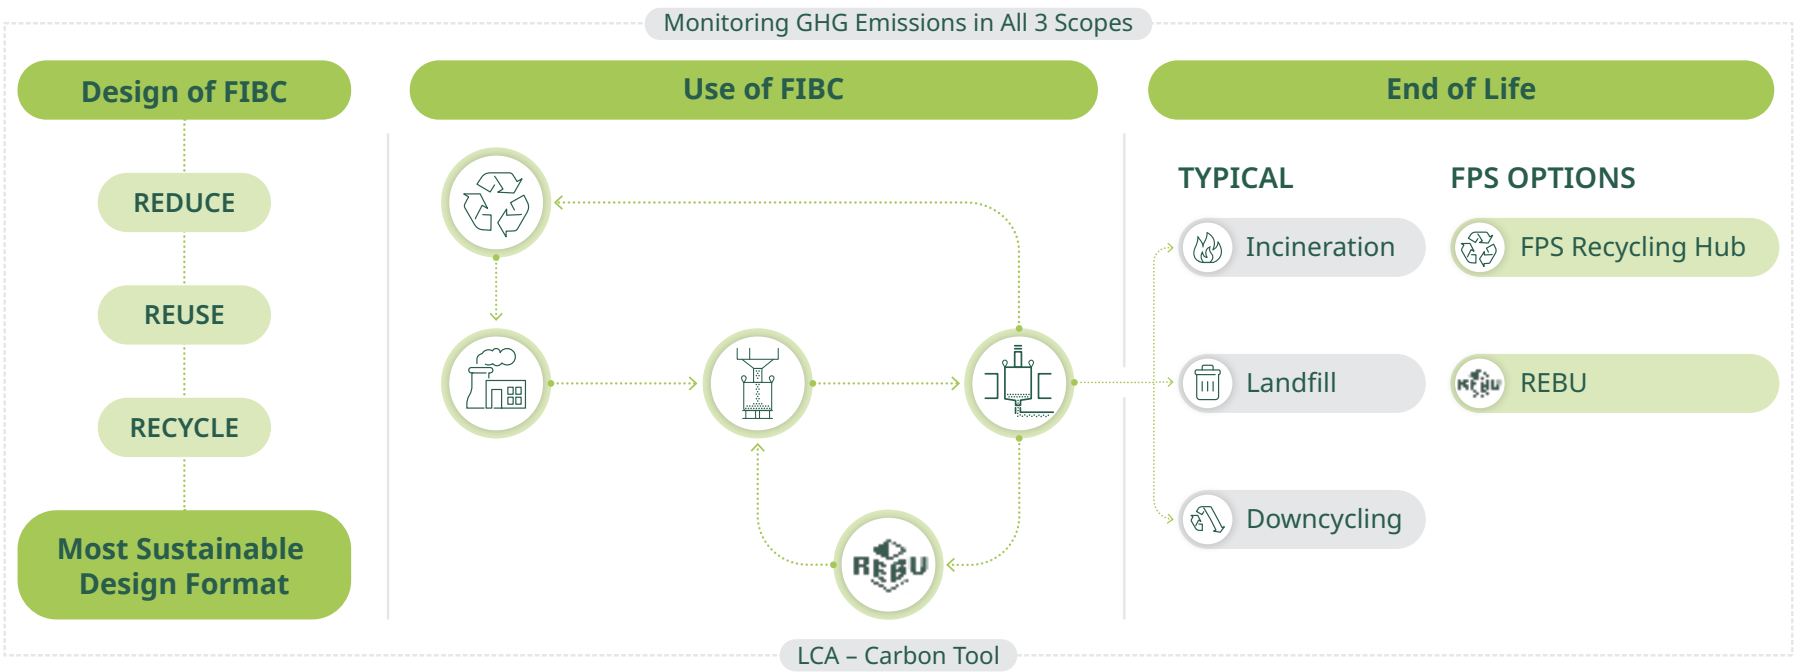 Monitoring GHG Emissions in All 3 Scopes
Design of FIBC
REDUCE
REUSE
RECYCLE
Most Sustainable
Design Format
Use of FIBC
REBU
End of Life
TYPICAL
Incineration
Landfill
Downcycling
FPS OPTIONS
FPS Recycling Hub
REBU
REBU
LCA – Carbon Tool